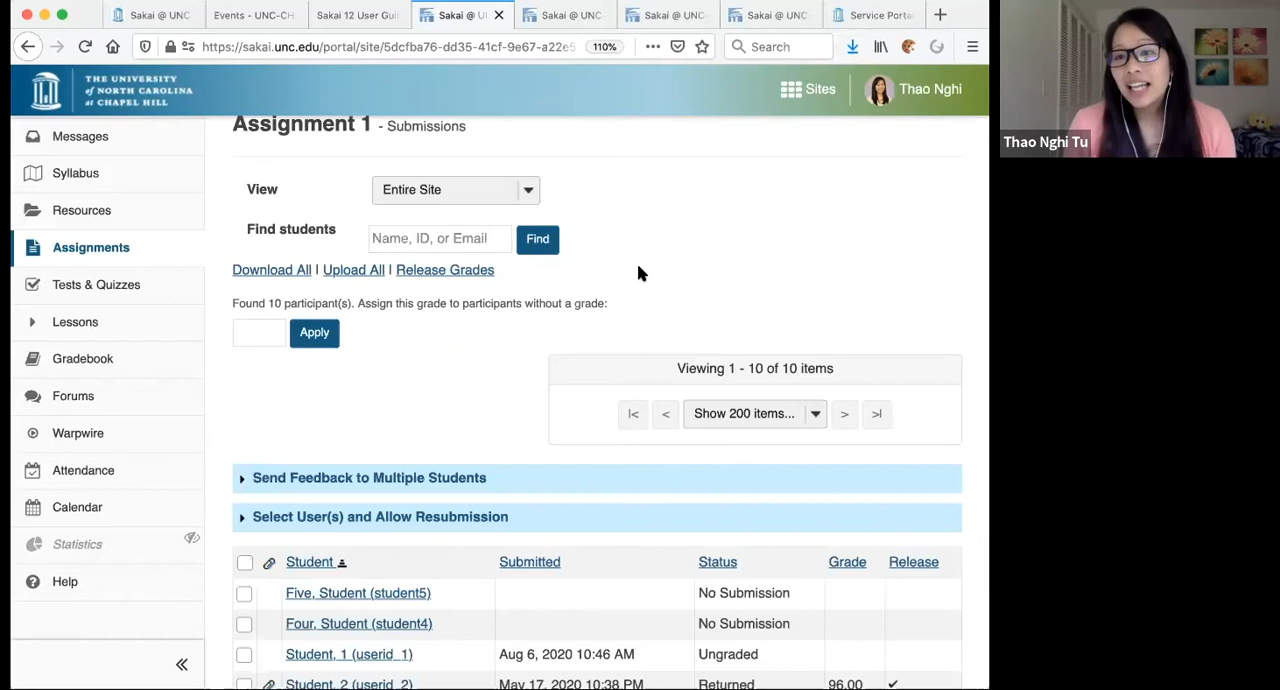 Sakai @ UNC
Events - UNC-CH
Sakai 12 User Gui
Sakai @ U
Sakai @ UNC
Sakai @ UNC
Sakai @ UNC
Service Porta
https://sakai.unc.edu/portal/site/5dcfba76-dd35-41cf-9e67-a22e5
110%
Search
THE UNIVERSITY
of NORTH CAROLINA
at CHAPEL HILL
Sites
Thao Nghi
Thao Nghi Tu
Messages
Syllabus
Resources
Assignments
Tests & Quizzes
Lessons
Gradebook
Forums
Warpwire
Attendance
Calendar
Statistics
Help
Assignment 1 - Submissions
View
Entire Site
Find students
Name, ID, or Email
Find
Download All | Upload All | Release Grades
Found 10 participant(s). Assign this grade to participants without a grade:
Apply
Viewing 1 - 10 of 10 items
|< < Show 200 items... > >|
Send Feedback to Multiple Students
Select User(s) and Allow Resubmission
Student Submitted Status Grade Release
Five, Student (student5) No Submission
Four, Student (student4) No Submission
Student, 1 (userid_1) Aug 6, 2020 10:46 AM Ungraded
Student, 2 (userid_2) May 17, 2020 10:38 PM Returned 96.00